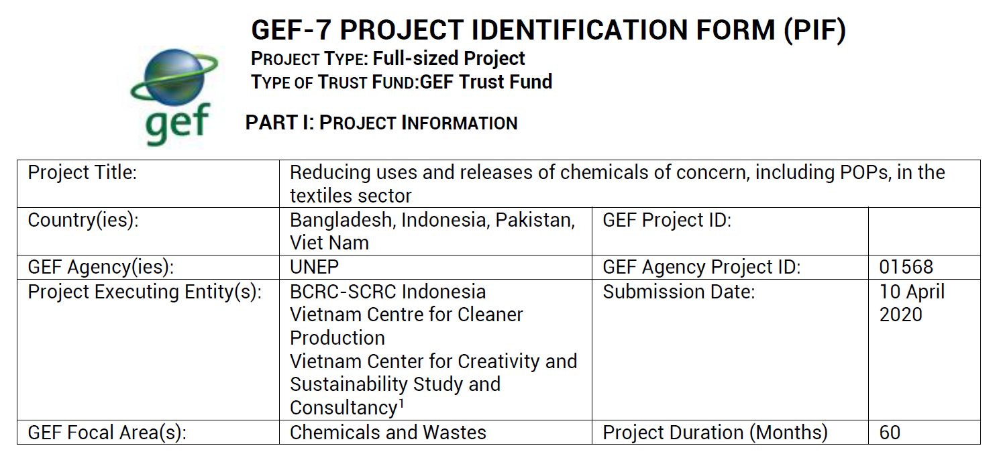 GEF-7 PROJECT IDENTIFICATION FORM (PIF)
PROJECT TYPE: Full-sized Project
TYPE OF TRUST FUND:GEF Trust Fund
gef
PART I: PROJECT INFORMATION
Project Title:
Reducing uses and releases of chemicals of concern, including POPs, in the
textiles sector
Country(ies):
Bangladesh, Indonesia, Pakistan,
Viet Nam
GEF Project ID:
GEF Agency(ies):
UNEP
GEF Agency Project ID:
01568
Project Executing Entity(s):
BCRC-SCRC Indonesia
Vietnam Centre for Cleaner
Production
Vietnam Center for Creativity and
Sustainability Study and
Consultancy1
Submission Date:
10 April
2020
GEF Focal Area(s):
Chemicals and Wastes
Project Duration (Months)
60